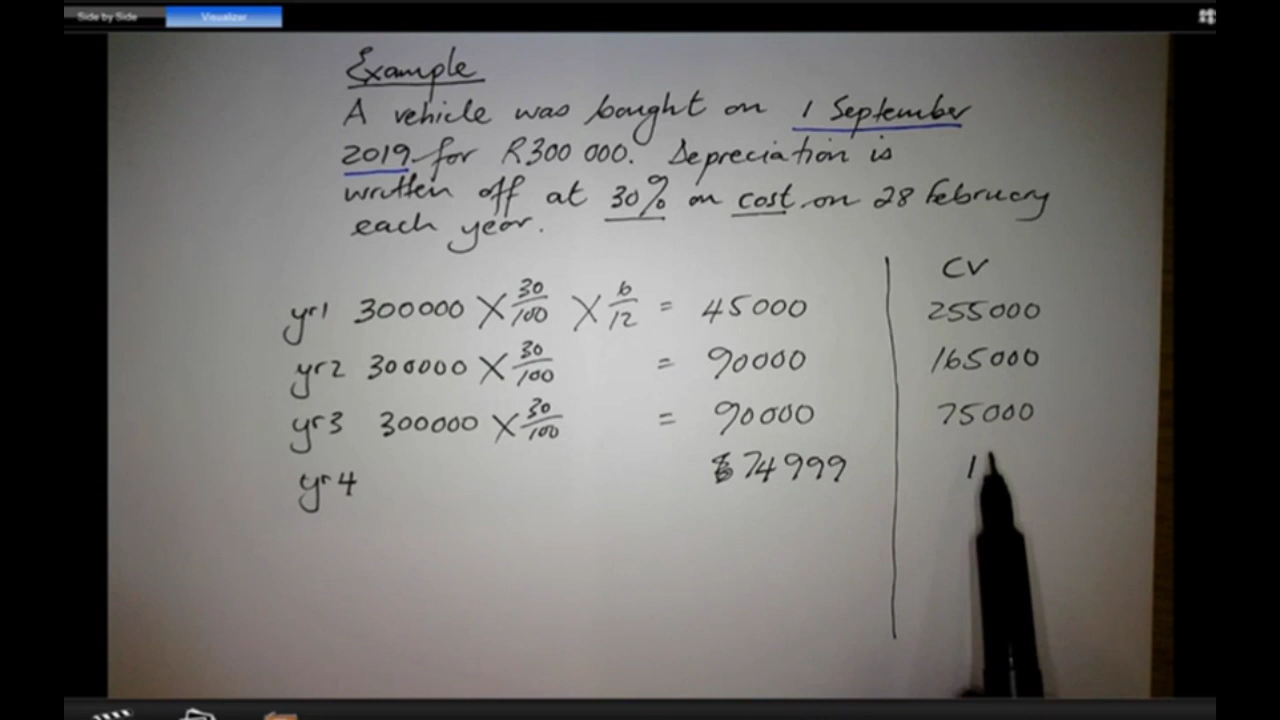 Side by Side Visualizer
Example
A vehicle was bought on 1 September
2019 for R300 000. Depreciation is
written off at 30% on cost on 28 February
each year.
CV
yr1 300000 X 30/100 X 6/12 = 45000 255000
yr2 300000 X 30/100 = 90000 165000
yr3 300000 X 30/100 = 90000 75000
yr4 74999 1